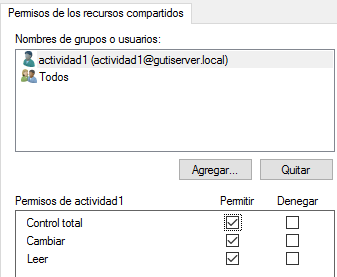 Permisos de los recursos compartidos
Nombres de grupos o usuarios:
actividad1 (actividad1@gutiserver.local)
Todos
Agregar...
Quitar
Permisos de actividad1 Permitir Denegar
Control total
Cambiar
Leer